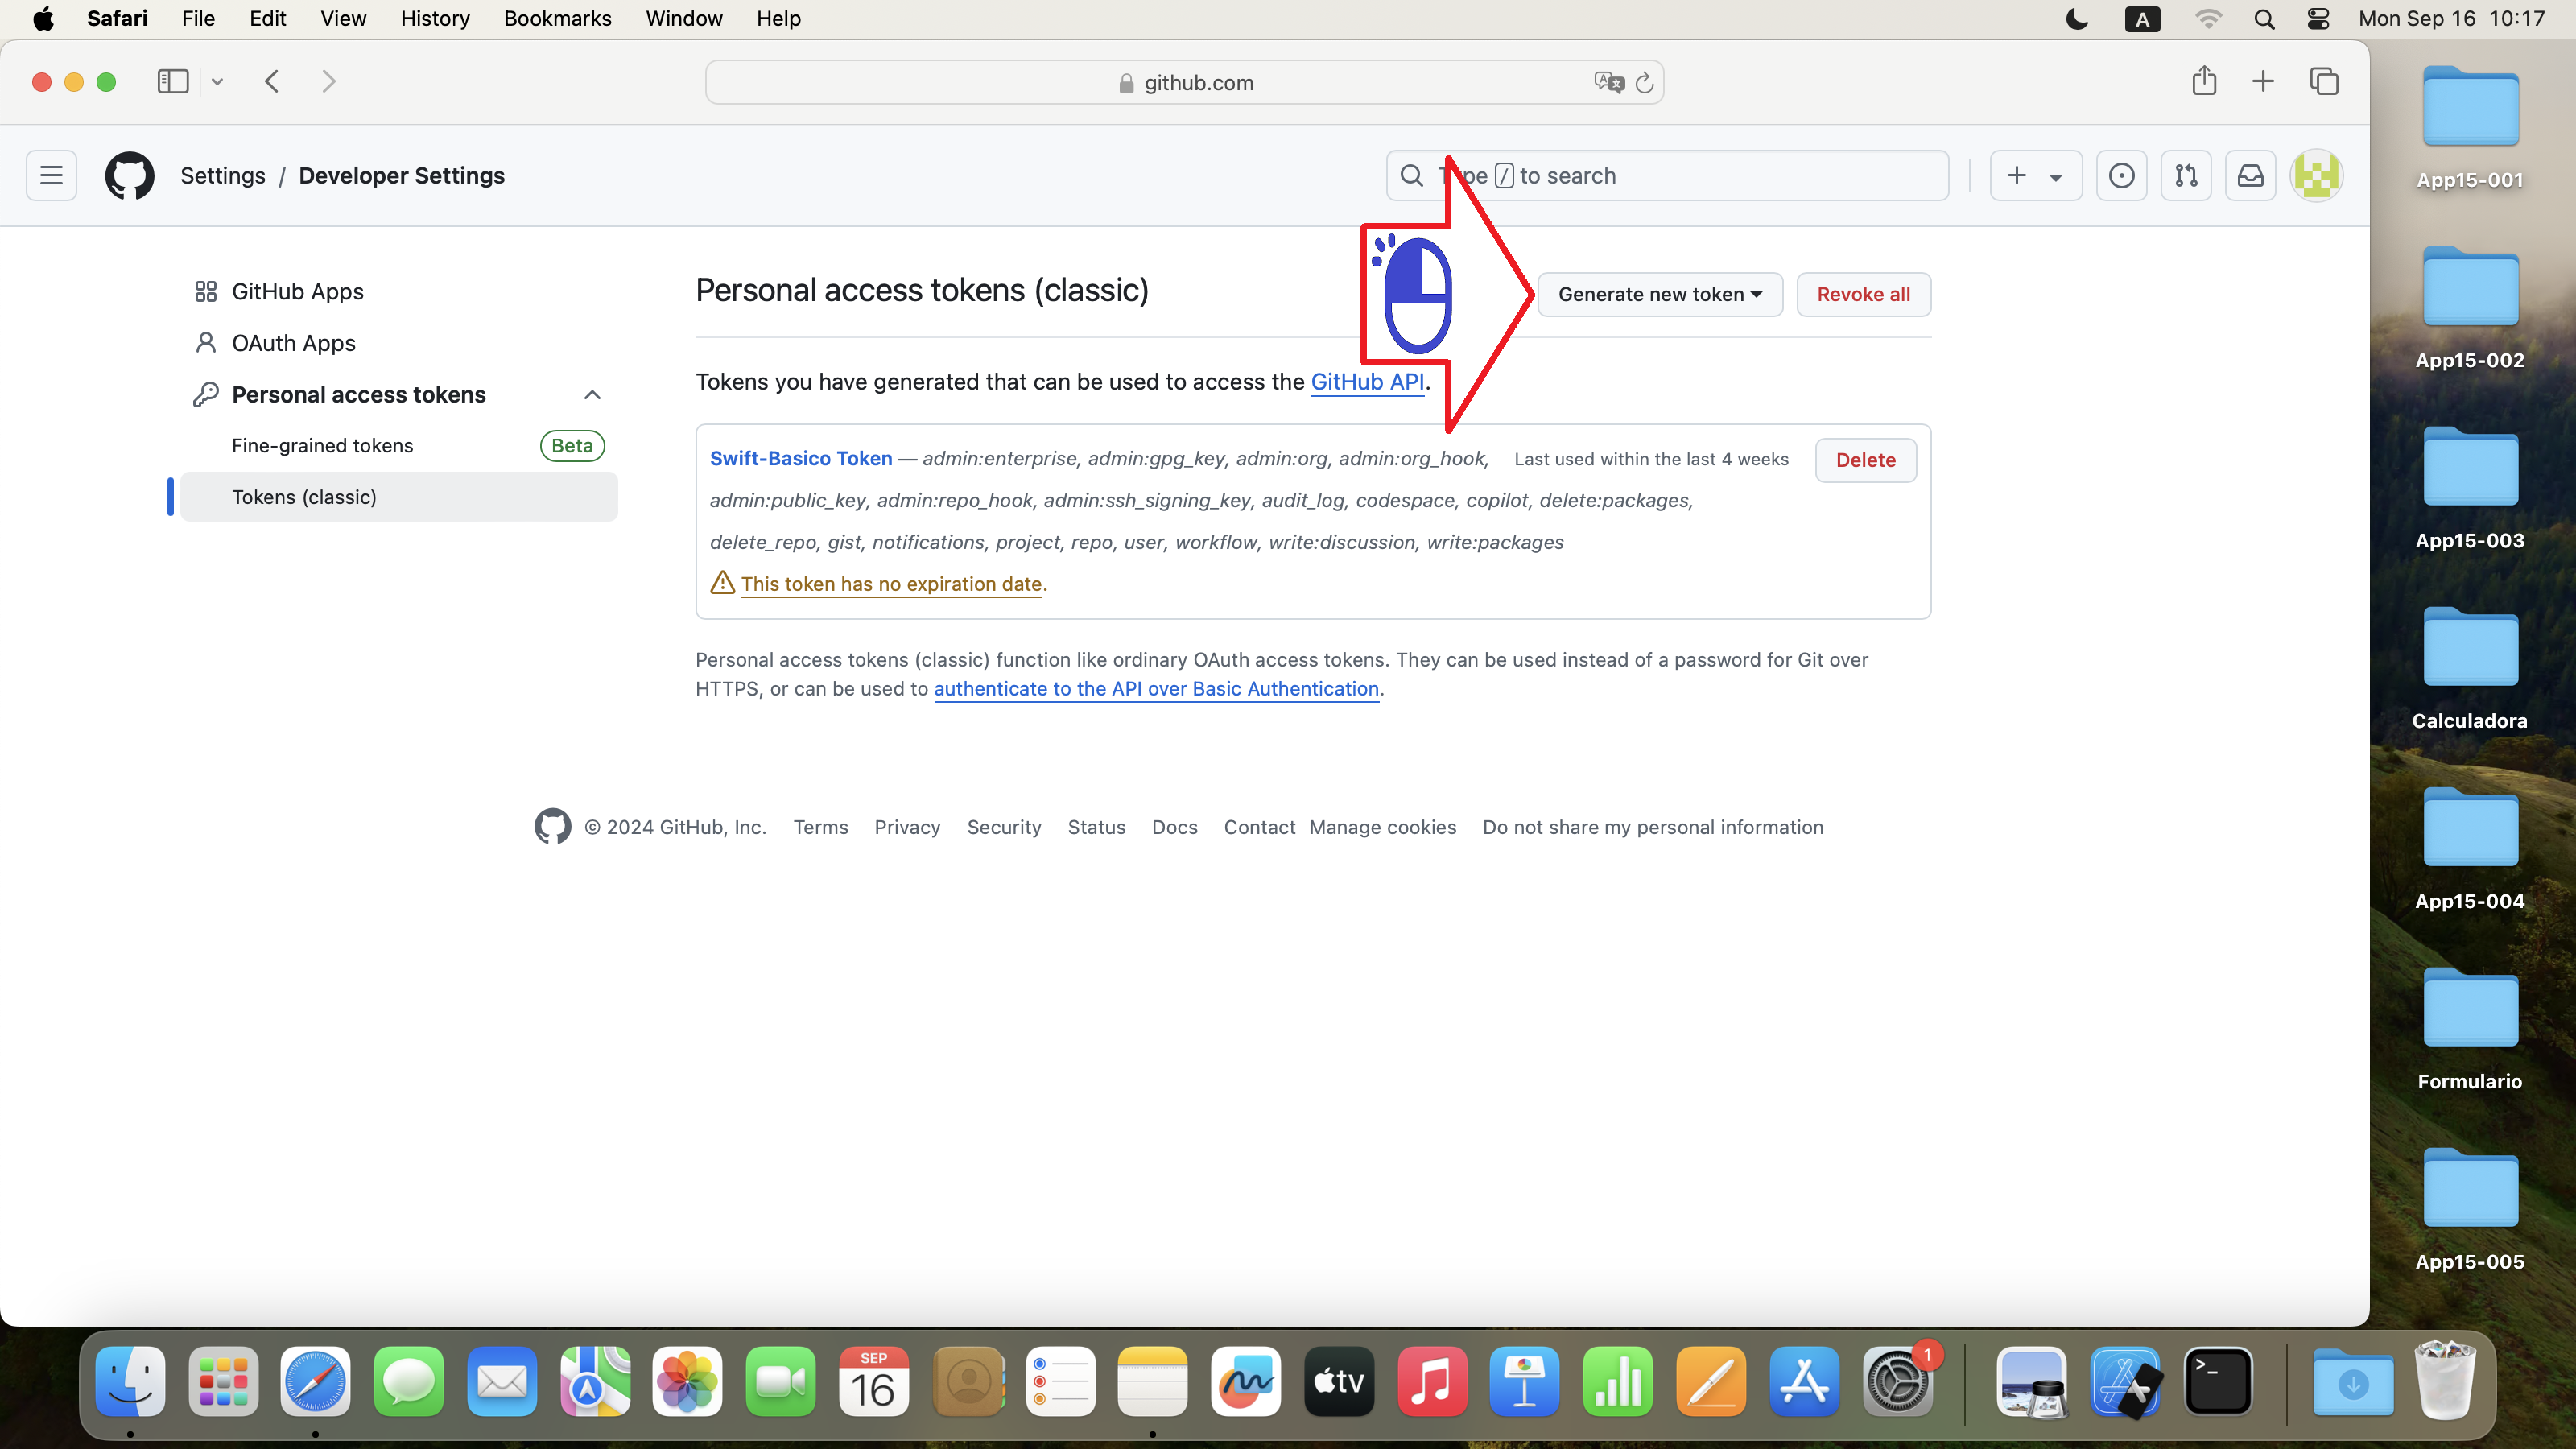 Safari File Edit View History Bookmarks Window Help
A Mon Sep 16 10:17
github.com
Settings / Developer Settings
Type / to search
GitHub Apps
OAuth Apps
Personal access tokens
Fine-grained tokens Beta
Tokens (classic)
Personal access tokens (classic)
Generate new token
Revoke all
Tokens you have generated that can be used to access the GitHub API.
Swift-Basico Token — admin:enterprise, admin:gpg_key, admin:org, admin:org_hook,
Last used within the last 4 weeks
Delete
admin:public_key, admin:repo_hook, admin:ssh_signing_key, audit_log, codespace, copilot, delete:packages,
delete_repo, gist, notifications, project, repo, user, workflow, write:discussion, write:packages
This token has no expiration date.
Personal access tokens (classic) function like ordinary OAuth access tokens. They can be used instead of a password for Git over
HTTPS, or can be used to authenticate to the API over Basic Authentication.
© 2024 GitHub, Inc. Terms Privacy Security Status Docs Contact Manage cookies Do not share my personal information
App15-001
App15-002
App15-003
Calculadora
App15-004
Formulario
App15-005
SEP
16
tv
1
>_